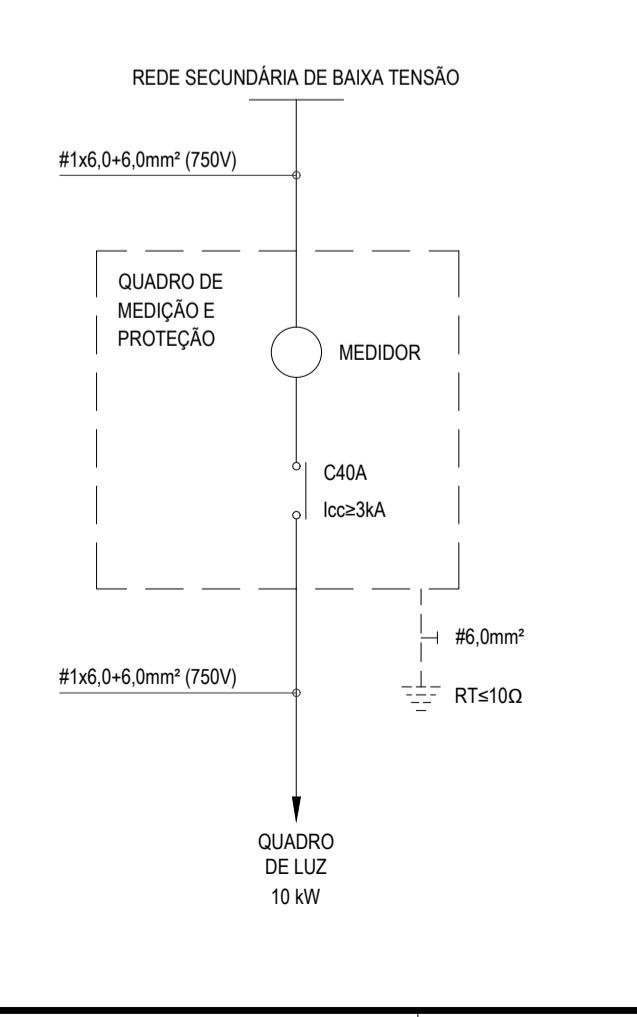 REDE SECUNDÁRIA DE BAIXA TENSÃO
#1x6,0+6,0mm² (750V)
QUADRO DE
MEDIÇÃO E
PROTEÇÃO
MEDIDOR
C40A
Icc≥3kA
#6,0mm²
#1x6,0+6,0mm² (750V)
RT≤10Ω
QUADRO
DE LUZ
10 kW